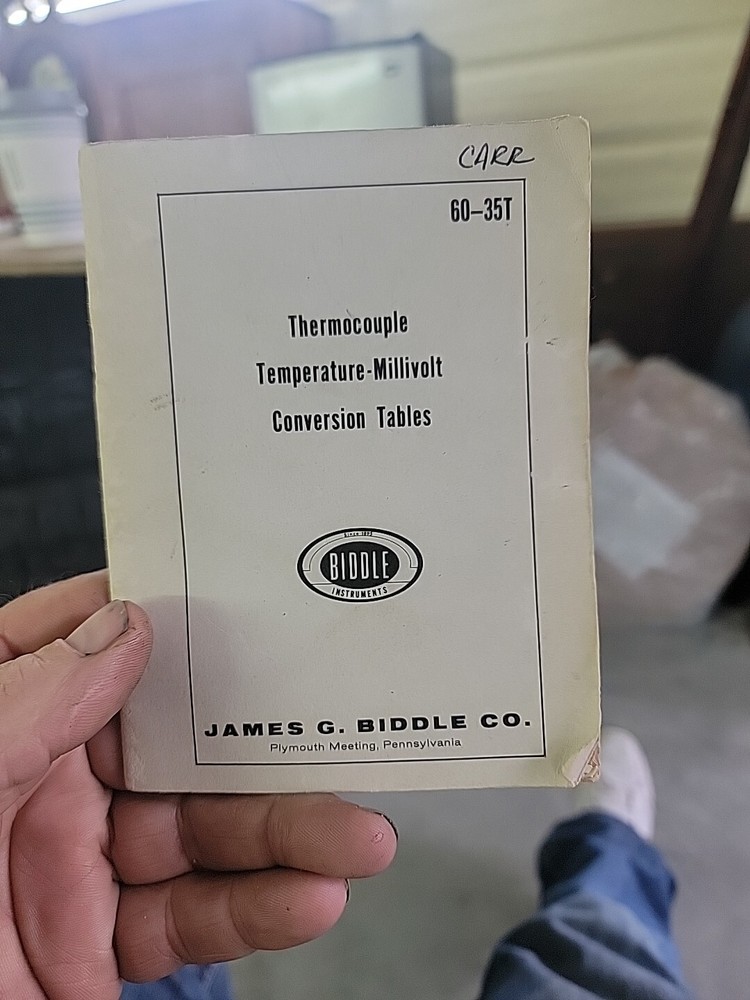 CARR
60–35T
Thermocouple
Temperature-Millivolt
Conversion Tables
BIDDLE
INSTRUMENTS
JAMES G. BIDDLE CO.
Plymouth Meeting, Pennsylvania